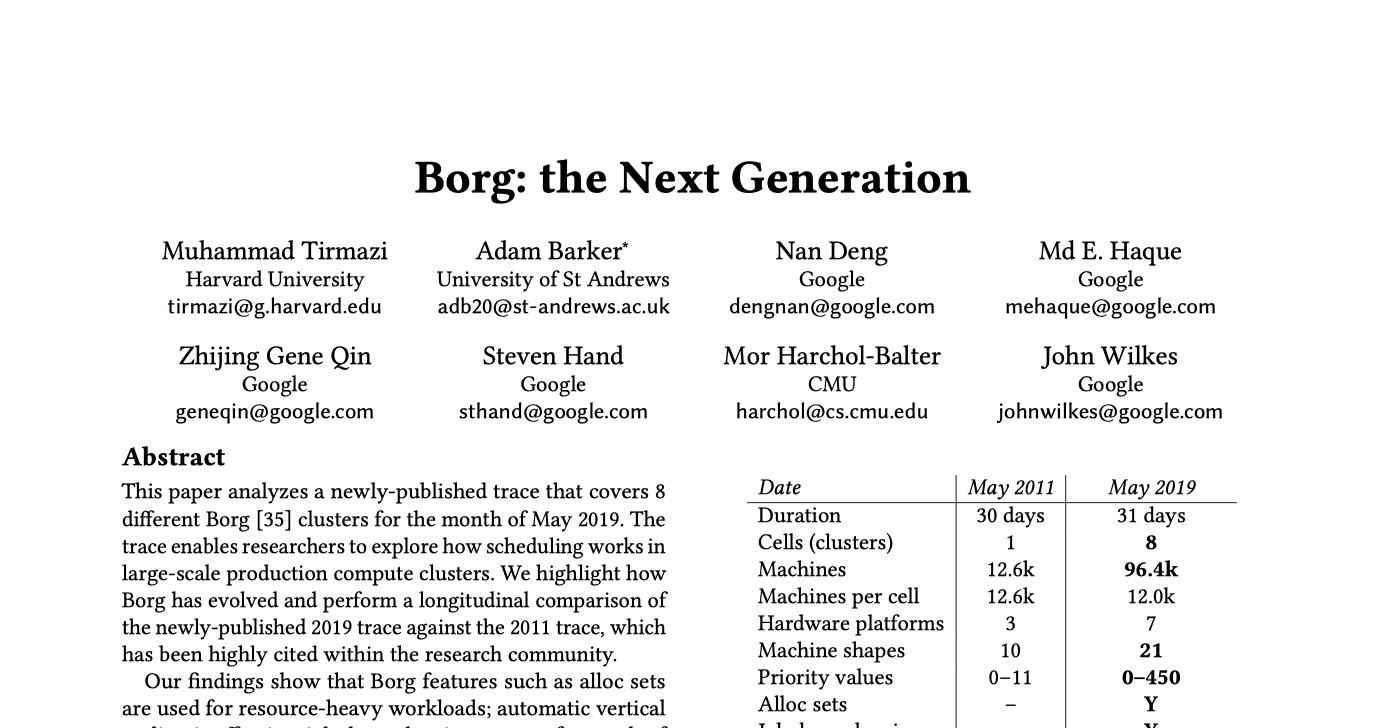 Borg: the Next Generation
Muhammad Tirmazi
Harvard University
tirmazi@g.harvard.edu
Adam Barker*
University of St Andrews
adb20@st-andrews.ac.uk
Nan Deng
Google
dengnan@google.com
Md E. Haque
Google
mehaque@google.com
Zhijing Gene Qin
Google
geneqin@google.com
Steven Hand
Google
sthand@google.com
Mor Harchol-Balter
CMU
harchol@cs.cmu.edu
John Wilkes
Google
johnwilkes@google.com
Abstract
This paper analyzes a newly-published trace that covers 8
different Borg [35] clusters for the month of May 2019. The
trace enables researchers to explore how scheduling works in
large-scale production compute clusters. We highlight how
Borg has evolved and perform a longitudinal comparison of
the newly-published 2019 trace against the 2011 trace, which
has been highly cited within the research community.
Our findings show that Borg features such as alloc sets
are used for resource-heavy workloads; automatic vertical
Date May 2011 May 2019
Duration 30 days 31 days
Cells (clusters) 1 8
Machines 12.6k 96.4k
Machines per cell 12.6k 12.0k
Hardware platforms 3 7
Machine shapes 10 21
Priority values 0–11 0–450
Alloc sets – Y